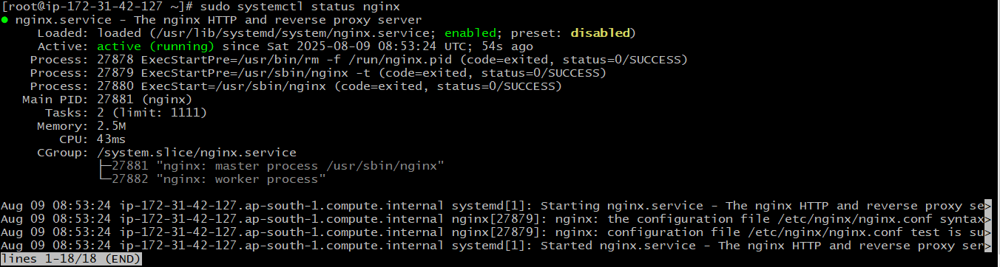 [root@ip-172-31-42-127 ~]# sudo systemctl status nginx
● nginx.service - The nginx HTTP and reverse proxy server
     Loaded: loaded (/usr/lib/systemd/system/nginx.service; enabled; preset: disabled)
     Active: active (running) since Sat 2025-08-09 08:53:24 UTC; 54s ago
    Process: 27878 ExecStartPre=/usr/bin/rm -f /run/nginx.pid (code=exited, status=0/SUCCESS)
    Process: 27879 ExecStartPre=/usr/sbin/nginx -t (code=exited, status=0/SUCCESS)
    Process: 27880 ExecStart=/usr/sbin/nginx (code=exited, status=0/SUCCESS)
   Main PID: 27881 (nginx)
      Tasks: 2 (limit: 1111)
     Memory: 2.5M
        CPU: 43ms
     CGroup: /system.slice/nginx.service
             ├─27881 "nginx: master process /usr/sbin/nginx"
             └─27882 "nginx: worker process"

Aug 09 08:53:24 ip-172-31-42-127.ap-south-1.compute.internal systemd[1]: Starting nginx.service - The nginx HTTP and reverse proxy se>
Aug 09 08:53:24 ip-172-31-42-127.ap-south-1.compute.internal nginx[27879]: nginx: the configuration file /etc/nginx/nginx.conf syntax>
Aug 09 08:53:24 ip-172-31-42-127.ap-south-1.compute.internal nginx[27879]: nginx: configuration file /etc/nginx/nginx.conf test is su>
Aug 09 08:53:24 ip-172-31-42-127.ap-south-1.compute.internal systemd[1]: Started nginx.service - The nginx HTTP and reverse proxy ser>
lines 1-18/18 (END)